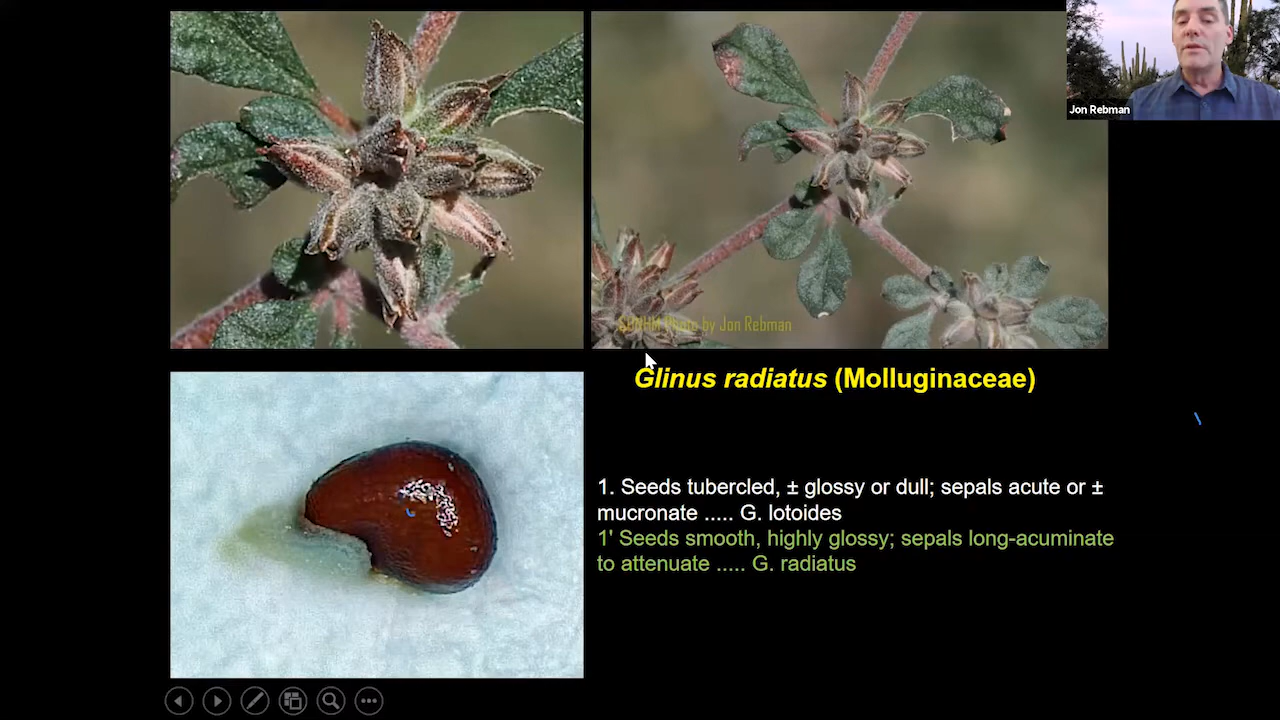 Jon Rebman
SDNHM Photo by Jon Rebman
Glinus radiatus (Molluginaceae)
1. Seeds tubercled, ± glossy or dull; sepals acute or ±
mucronate ..... G. lotoides
1' Seeds smooth, highly glossy; sepals long-acuminate
to attenuate ..... G. radiatus